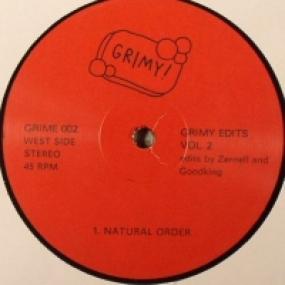 GRIMY!
GRIME 002
WEST SIDE
STEREO
45 RPM
GRIMY EDITS
VOL. 2
edits by Zernell and
Goodking
1. NATURAL ORDER